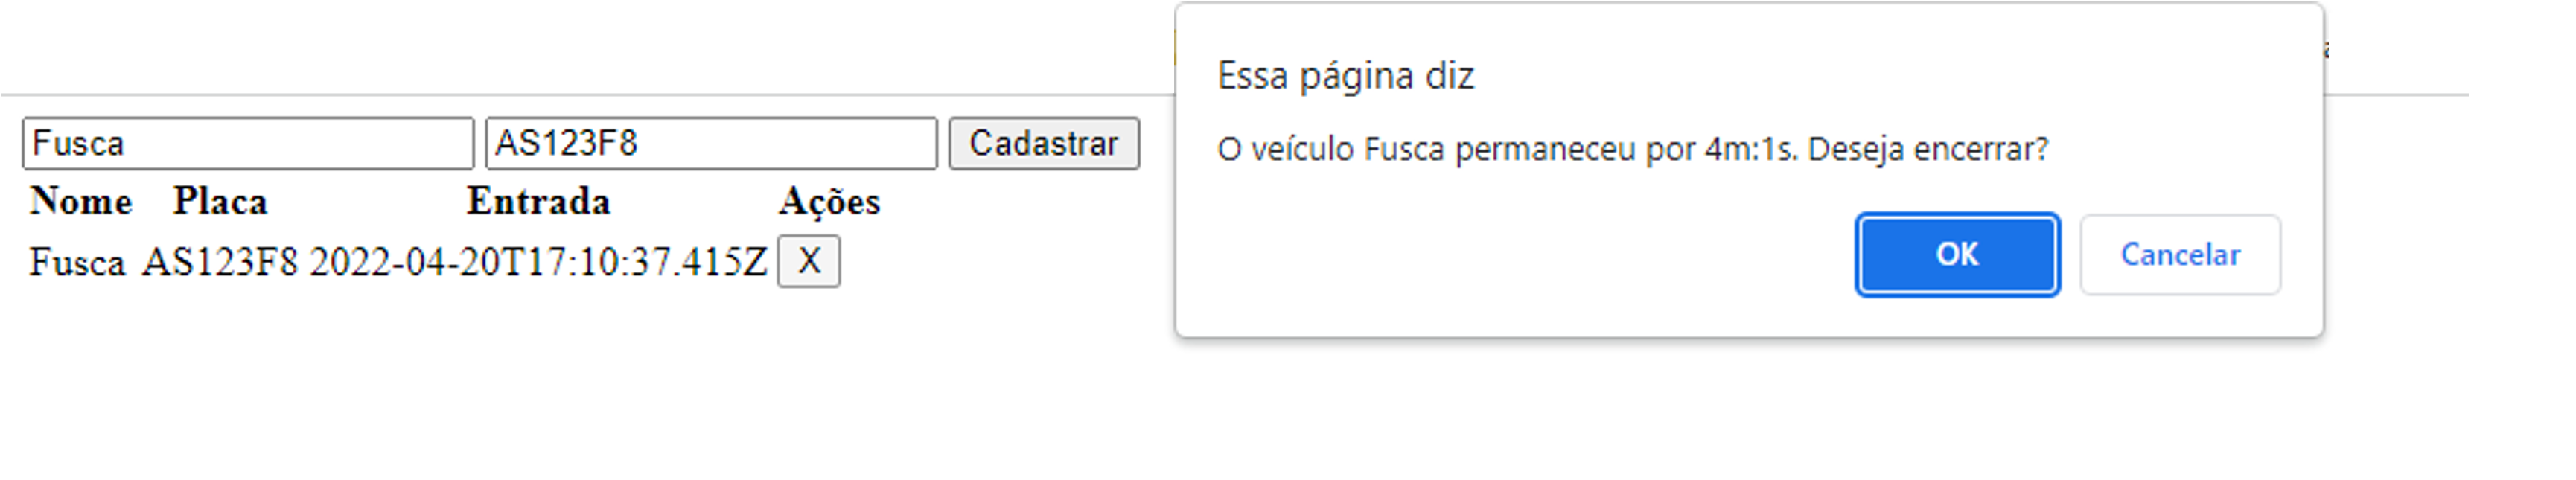 Essa página diz
O veículo Fusca permaneceu por 4m:1s. Deseja encerrar?
OK Cancelar
Fusca AS123F8 Cadastrar
Nome Placa Entrada Ações
Fusca AS123F8 2022-04-20T17:10:37.415Z X